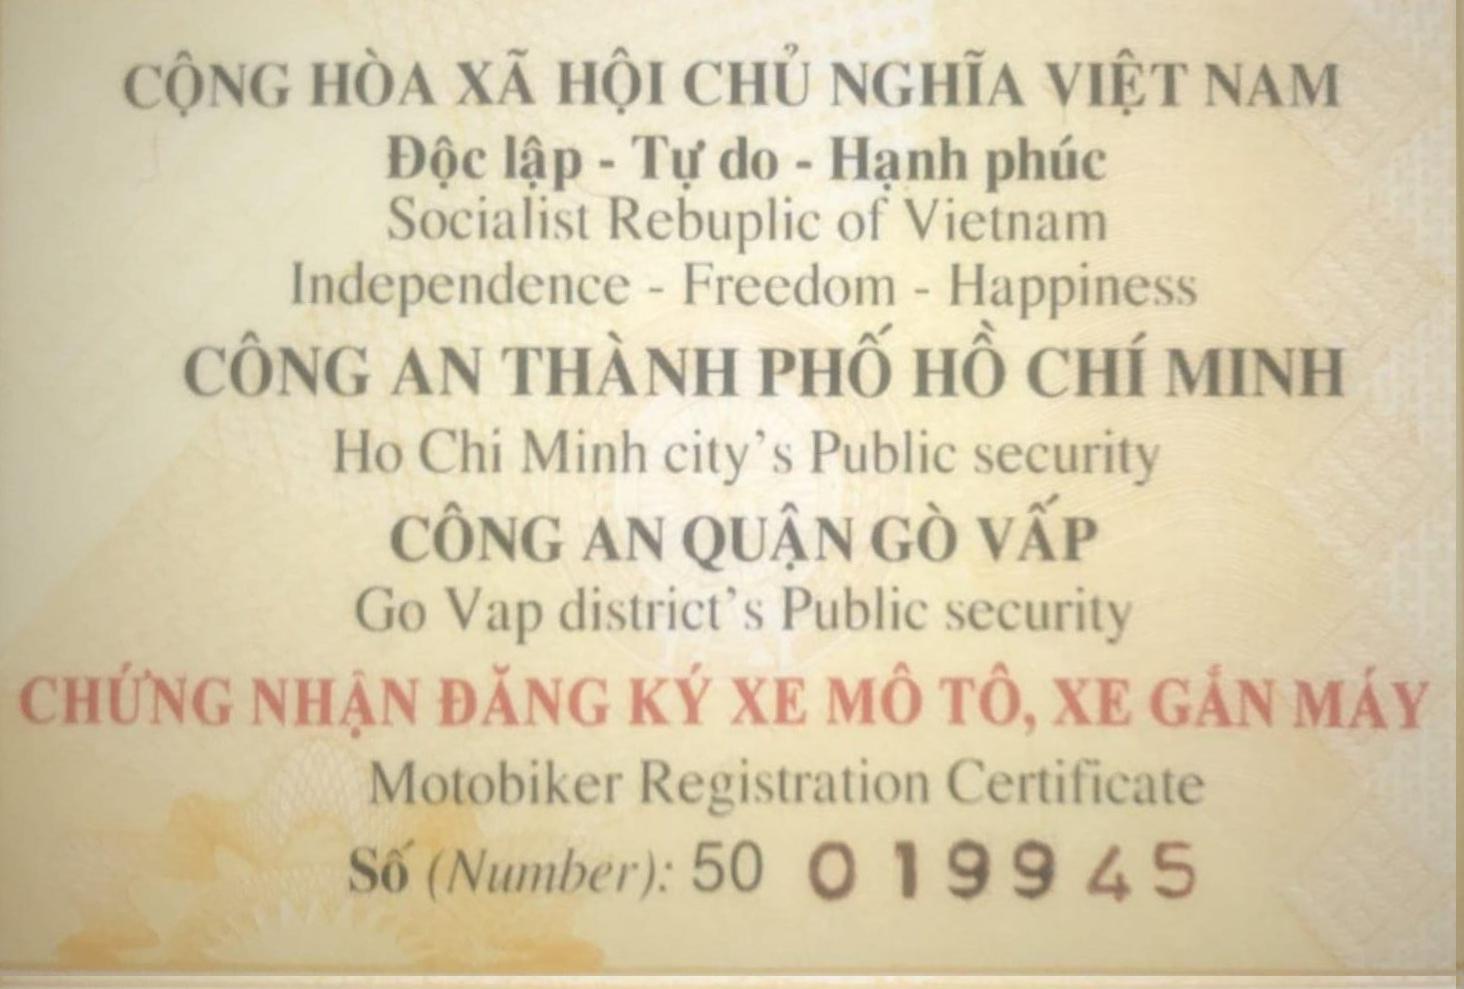 CỘNG HÒA XÃ HỘI CHỦ NGHĨA VIỆT NAM
Độc lập - Tự do - Hạnh phúc
Socialist Rebuplic of Vietnam
Independence - Freedom - Happiness
CÔNG AN THÀNH PHỐ HỒ CHÍ MINH
Ho Chi Minh city's Public security
CÔNG AN QUẬN GÒ VẤP
Go Vap district's Public security
CHỨNG NHẬN ĐĂNG KÝ XE MÔ TÔ, XE GẮN MÁY
Motobiker Registration Certificate
Số (Number): 50 019945